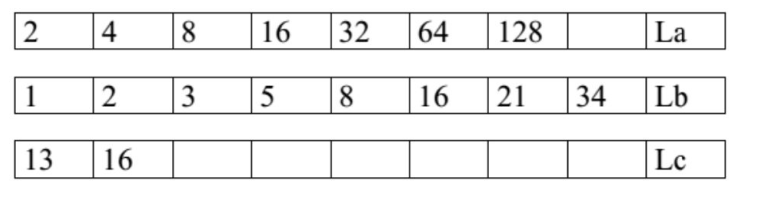 2 4 8 16 32 64 128 La
1 2 3 5 8 16 21 34 Lb
13 16 Lc